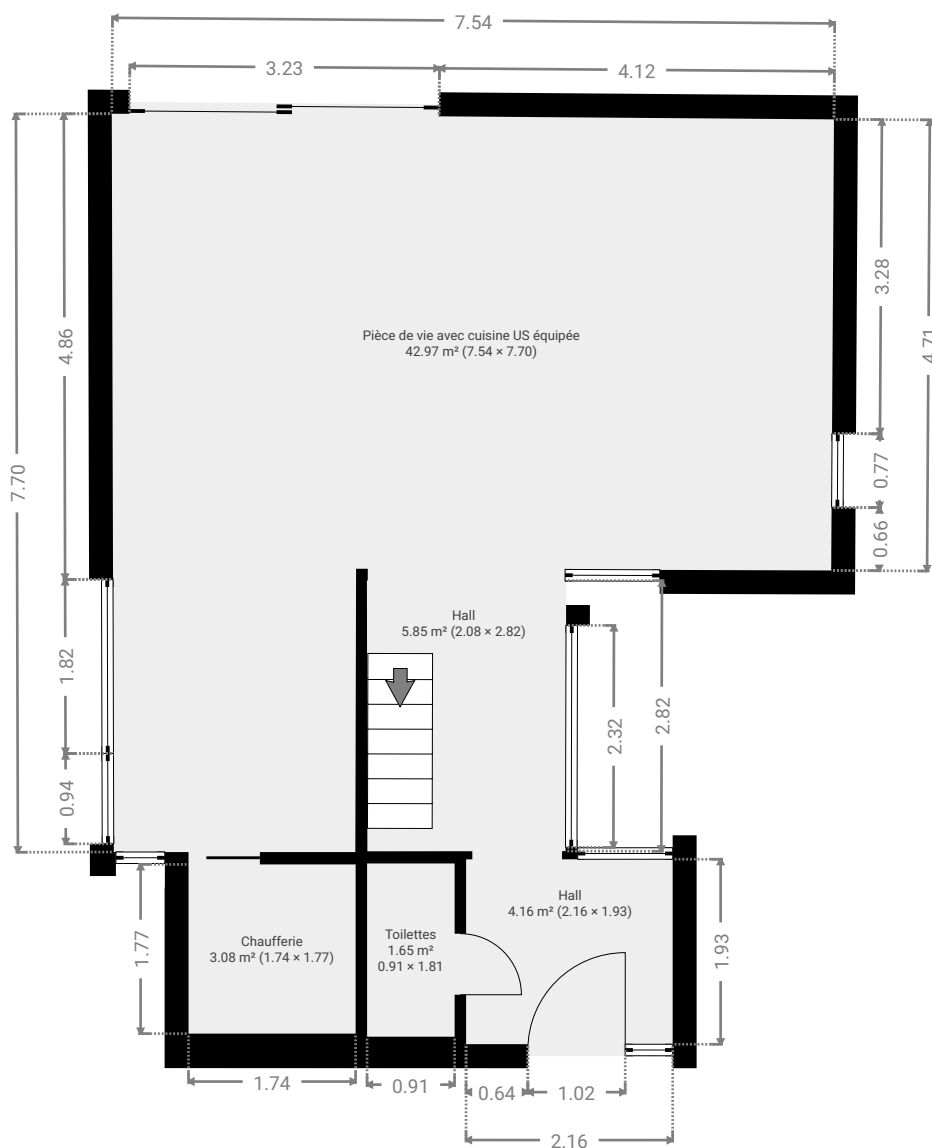 7.54
3.23
4.12
4.86
7.70
3.28
4.71
Pièce de vie avec cuisine US équipée
42.97 m² (7.54 × 7.70)
0.77
0.66
Hall
5.85 m² (2.08 × 2.82)
1.82
2.32
2.82
0.94
Hall
4.16 m² (2.16 × 1.93)
Chaufferie
3.08 m² (1.74 × 1.77)
Toilettes
1.65 m²
0.91 × 1.81
1.77
1.93
1.74
0.91
0.64
1.02
2.16